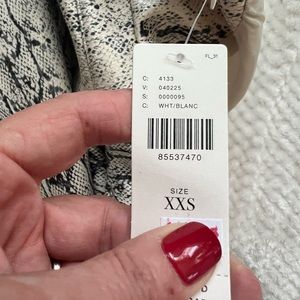 FL_31
C: 4133
V: 040225
S: 0000095
C: WHT/BLANC
85537470
SIZE
XXS